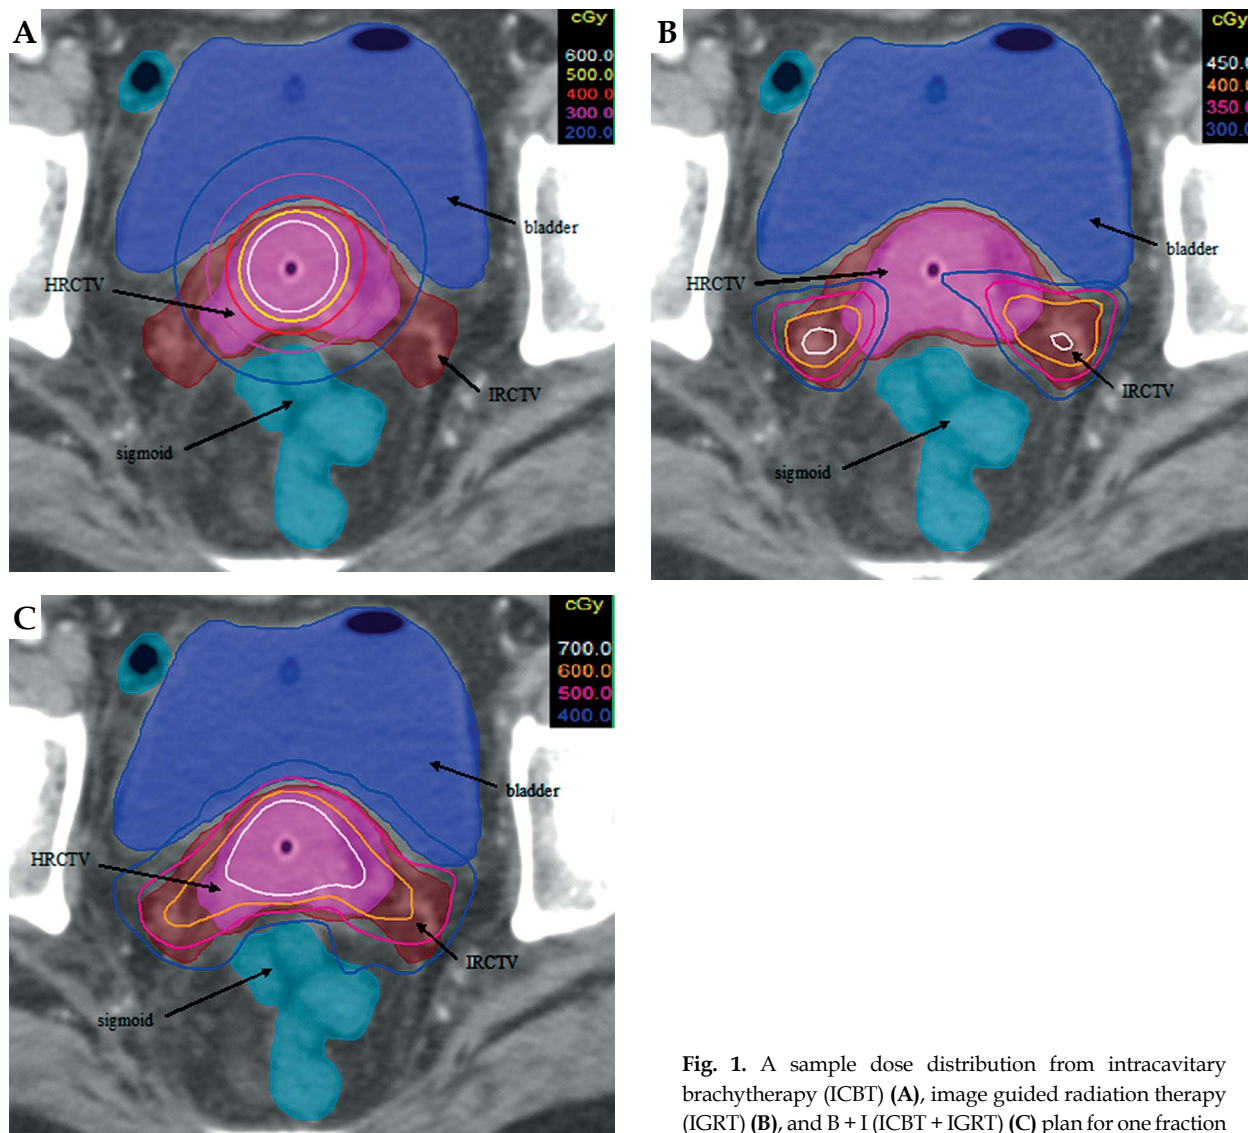 A
cGy
600.0
500.0
400.0
300.0
200.0
bladder
HRCTV
IRCTV
sigmoid
B
cGy
450.0
400.0
350.0
300.0
bladder
HRCTV
IRCTV
sigmoid
C
cGy
700.0
600.0
500.0
400.0
bladder
HRCTV
IRCTV
sigmoid
Fig. 1. A sample dose distribution from intracavitary
brachytherapy (ICBT) (A), image guided radiation therapy
(IGRT) (B), and B + I (ICBT + IGRT) (C) plan for one fraction